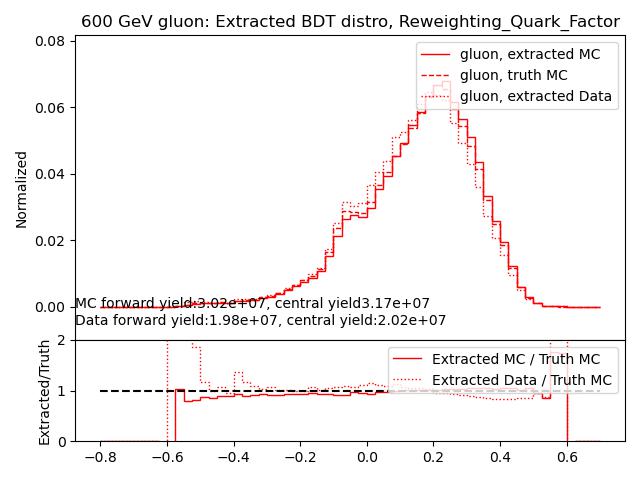 600 GeV gluon: Extracted BDT distro, Reweighting_Quark_Factor
0.08
0.06
0.04
0.02
0.00
Normalized
gluon, extracted MC
gluon, truth MC
gluon, extracted Data
MC forward yield:3.02e+07, central yield3.17e+07
Data forward yield:1.98e+07, central yield:2.02e+07
2
1
0
Extracted/Truth
Extracted MC / Truth MC
Extracted Data / Truth MC
−0.8 −0.6 −0.4 −0.2 0.0 0.2 0.4 0.6